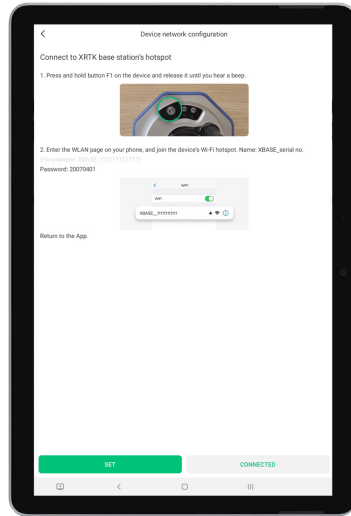 Device network configuration
Connect to XRTK base station's hotspot
1. Press and hold button F1 on the device and release it until you hear a beep.
2. Enter the WLAN page on your phone, and join the device's Wi-Fi hotspot. Name: XBASE_serial no.
(For example: XBASE_11111111111)
Password: 20070401
WiFi
WiFi
Return to the App.
SET
CONNECTED